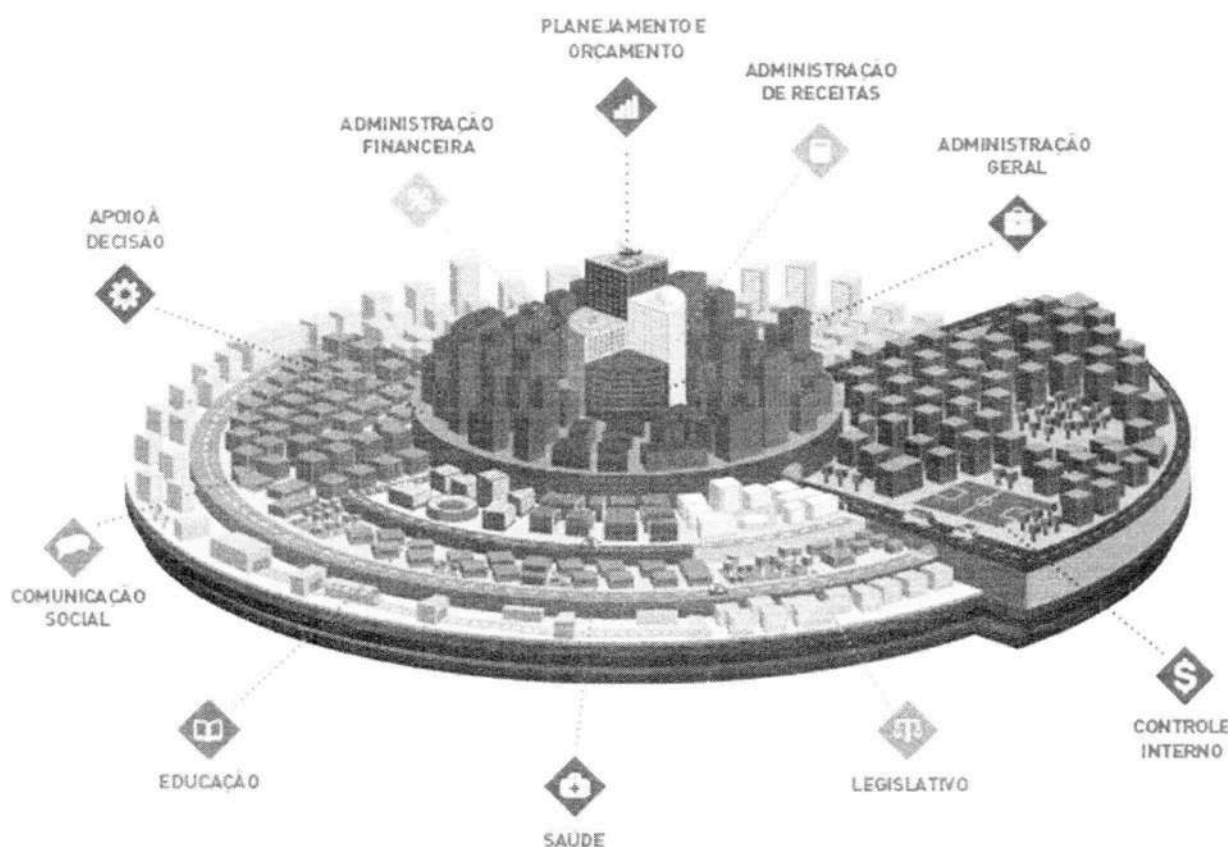 PLANEJAMENTO E
ORÇAMENTO
ADMINISTRAÇÃO
DE RECEITAS
ADMINISTRAÇÃO
FINANCEIRA
ADMINISTRAÇÃO
GERAL
APOIO À
DECISÃO
COMUNICAÇÃO
SOCIAL
EDUCAÇÃO
SAÚDE
LEGISLATIVO
CONTROLE
INTERNO